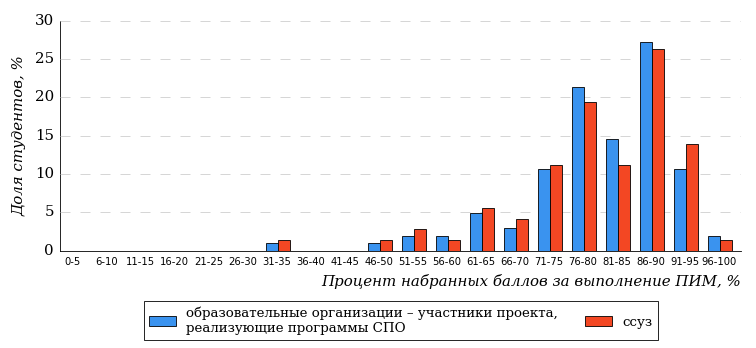 30
25
20
15
10
5
0
Доля студентов, %
0-5 6-10 11-15 16-20 21-25 26-30 31-35 36-40 41-45 46-50 51-55 56-60 61-65 66-70 71-75 76-80 81-85 86-90 91-95 96-100
Процент набранных баллов за выполнение ПИМ, %
образовательные организации – участники проекта,
реализующие программы СПО
ссуз